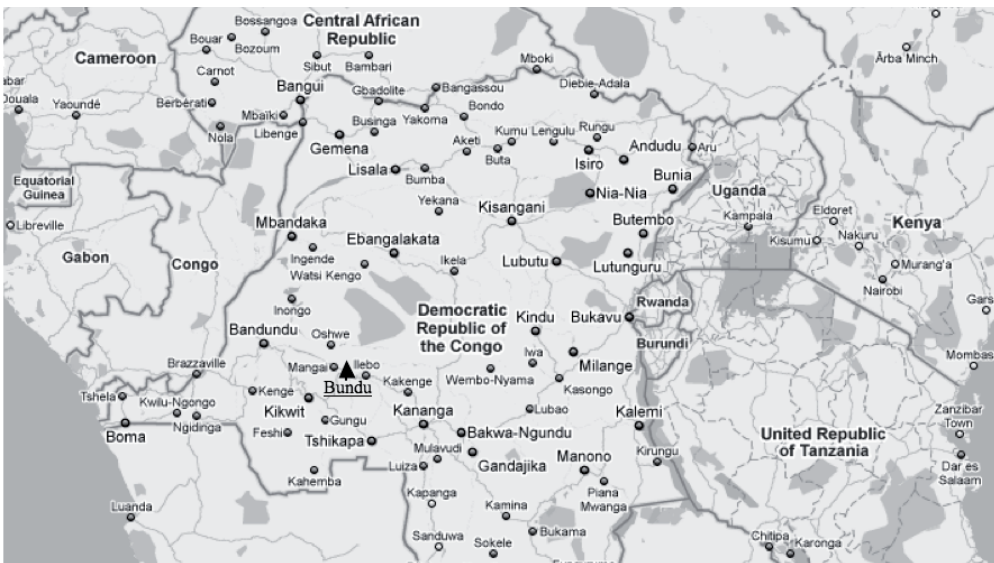 Bossangoa
Central African
Republic
Bouar
Bozoum
Cameroon
Sibut
Bambari
Mboki
Ārba Minch
Carnot
Bangui
Gbadolite
Bangassou
Diebie-Adala
Douala
Yaoundé
Berbérati
Mbaïki
Libenge
Businga
Yakoma
Bondo
Nola
Gemena
Aketi
Kumu
Lengulu
Rungu
Buta
Isiro
Andudu
Aru
Lisala
Bumba
Bunia
Equatorial
Guinea
Nia-Nia
Uganda
Yekana
Kisangani
Libreville
Mbandaka
Butembo
Kampala
Eldoret
Kenya
Kisumu
Nakuru
Ebangalakata
Ingende
Watsi Kengo
Gabon
Congo
Ikela
Lubutu
Lutunguru
Murang'a
Nairobi
Inongo
Democratic
Republic of
the Congo
Rwanda
Gars
Bandundu
Oshwe
Kindu
Bukavu
Burundi
Mangai
Ilebo
Iwa
Milange
Mombas
Brazzaville
Bundu
Kakenge
Wembo-Nyama
Kasongo
Tshela
Kwilu-Ngongo
Kenge
Kikwit
Kananga
Lubao
Kalemi
Zanzibar
Town
Boma
Ngidinga
Feshi
Gungu
Tshikapa
Bakwa-Ngundu
United Republic
of Tanzania
Mulavudi
Luiza
Gandajika
Manono
Kirungu
Dar es
Salaam
Kahemba
Kapanga
Piana
Mwanga
Luanda
Kamina
Sanduwa
Bukama
Sokele
Chitipa
Karonga